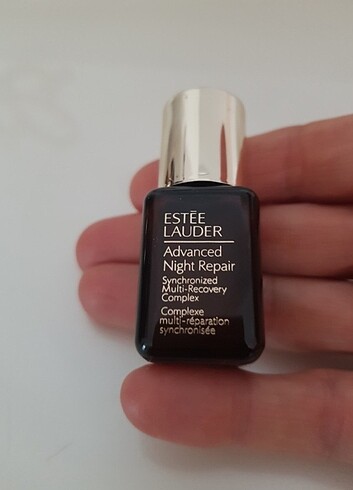 ESTĒE
LAUDER
Advanced
Night Repair
Synchronized
Multi-Recovery
Complex
Complexe
multi-réparation
synchronisée